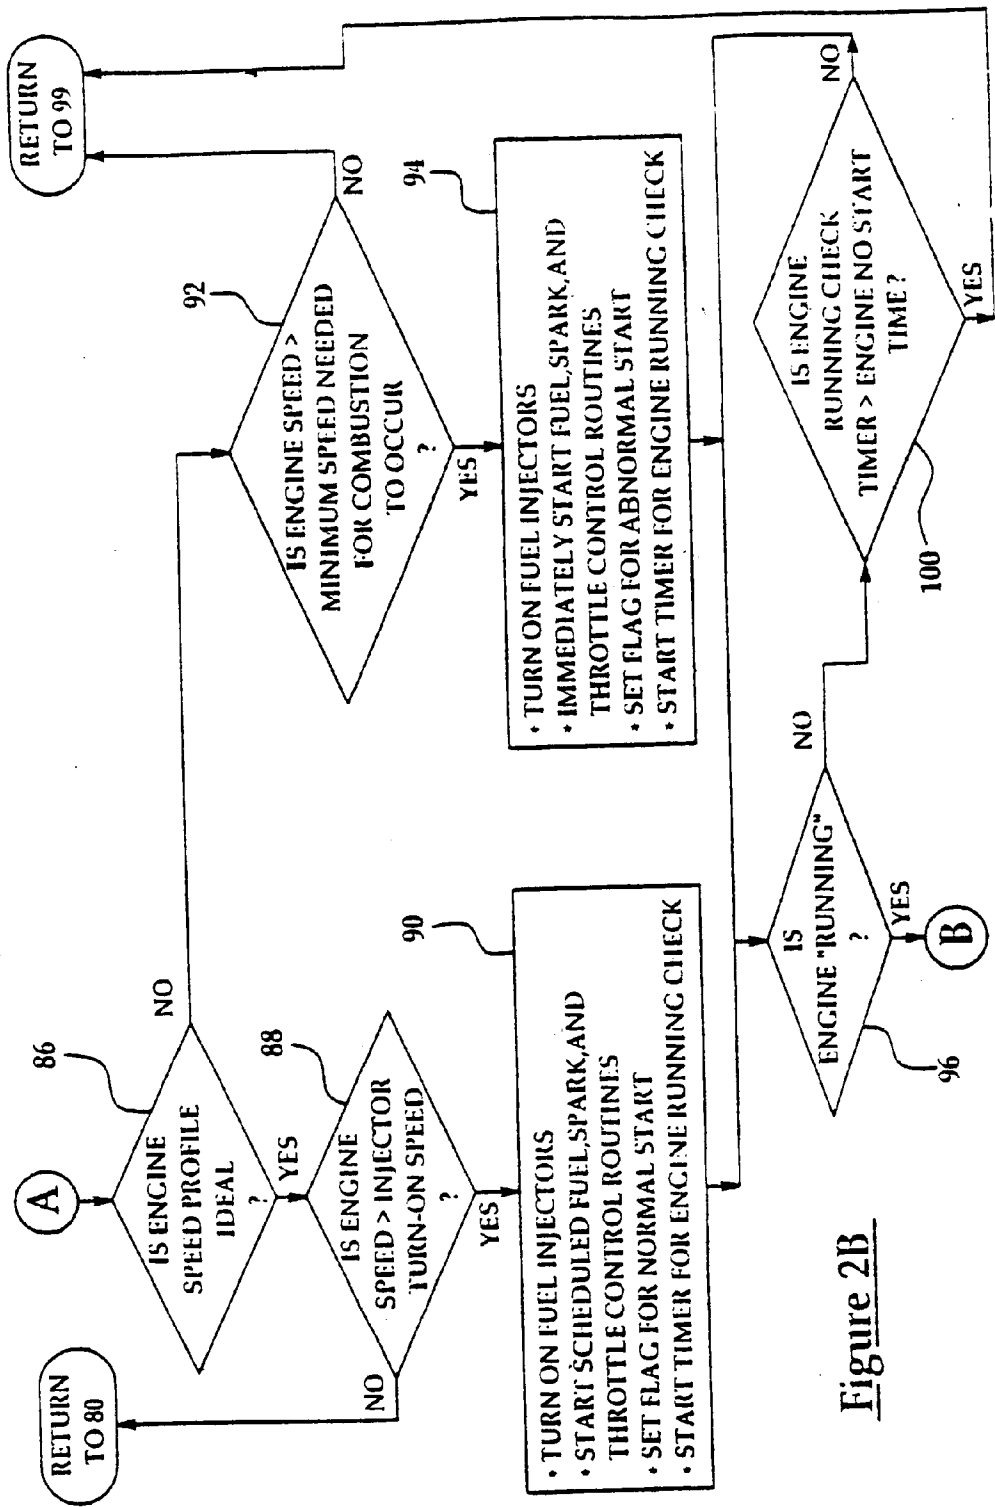 A
86
IS ENGINE
SPEED PROFILE
IDEAL
?
NO
YES
RETURN
TO 80
88
IS ENGINE
SPEED > INJECTOR
TURN-ON SPEED
?
NO
YES
90
• TURN ON FUEL INJECTORS
• START SCHEDULED FUEL,SPARK,AND
THROTTLE CONTROL ROUTINES
• SET FLAG FOR NORMAL START
• START TIMER FOR ENGINE RUNNING CHECK
RETURN
TO 99
92
IS ENGINE SPEED >
MINIMUM SPEED NEEDED
FOR COMBUSTION
TO OCCUR
?
NO
YES
94
• TURN ON FUEL INJECTORS
• IMMEDIATELY START FUEL,SPARK,AND
THROTTLE CONTROL ROUTINES
• SET FLAG FOR ABNORMAL START
• START TIMER FOR ENGINE RUNNING CHECK
IS
ENGINE "RUNNING"
?
NO
YES
96
B
IS ENGINE
RUNNING CHECK
TIMER > ENGINE NO START
TIME ?
NO
YES
100
Figure 2B